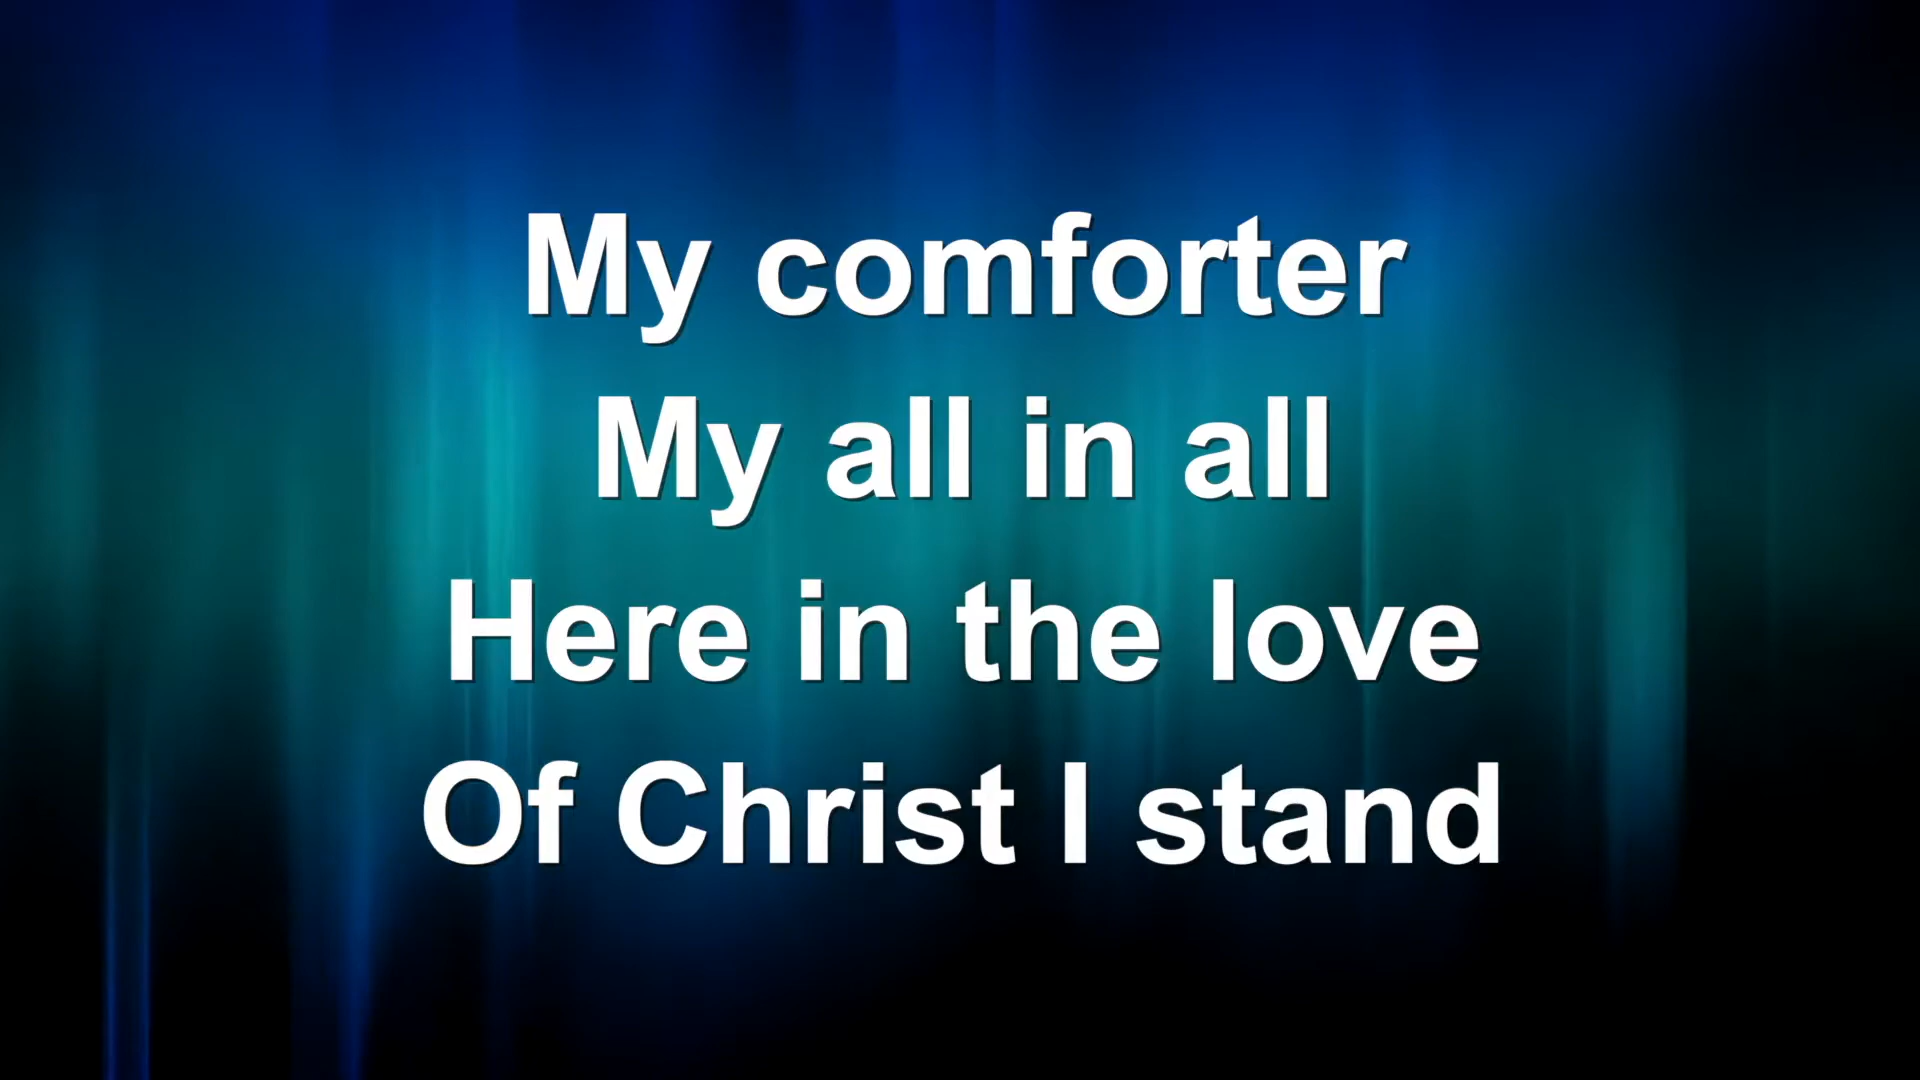 My comforter
My all in all
Here in the love
Of Christ I stand